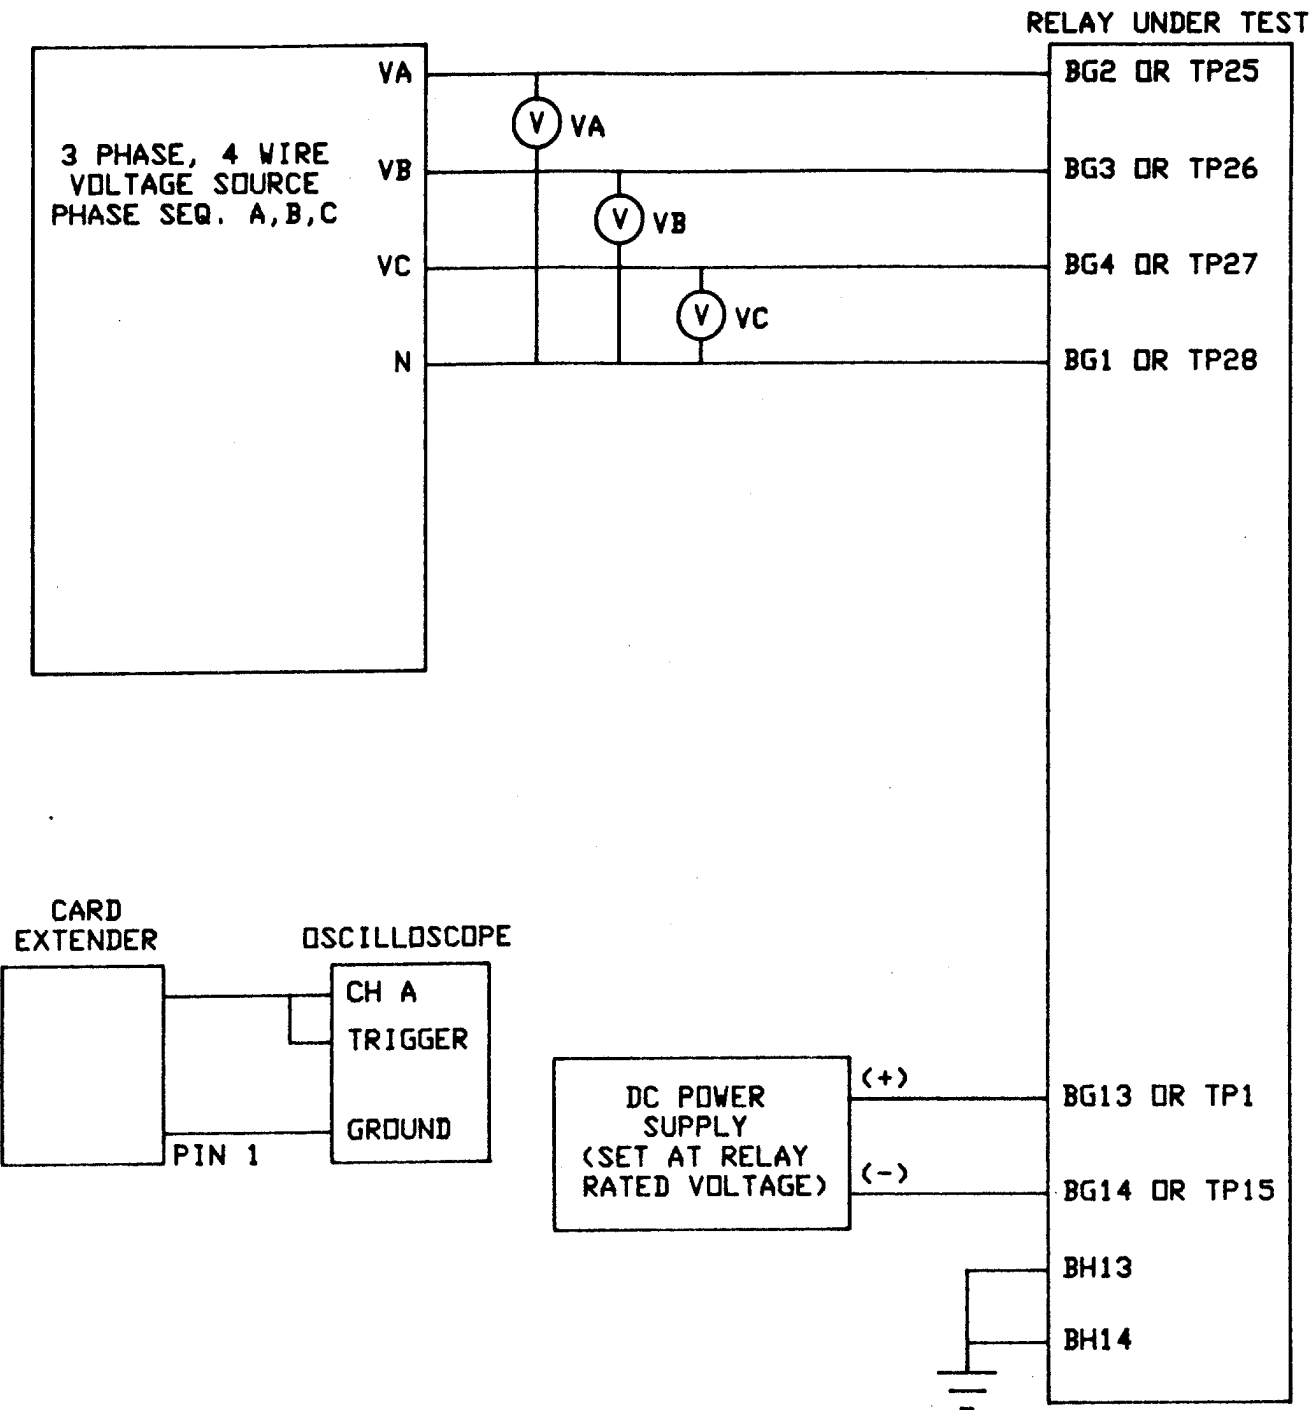 RELAY UNDER TEST
3 PHASE, 4 WIRE
VOLTAGE SOURCE
PHASE SEQ. A,B,C
VA
V VA
BG2 OR TP25
VB
V VB
BG3 OR TP26
VC
V VC
BG4 OR TP27
N
BG1 OR TP28
CARD
EXTENDER
OSCILLOSCOPE
CH A
TRIGGER
GROUND
PIN 1
DC POWER
SUPPLY
(SET AT RELAY
RATED VOLTAGE)
(+)
BG13 OR TP1
(-)
BG14 OR TP15
BH13
BH14